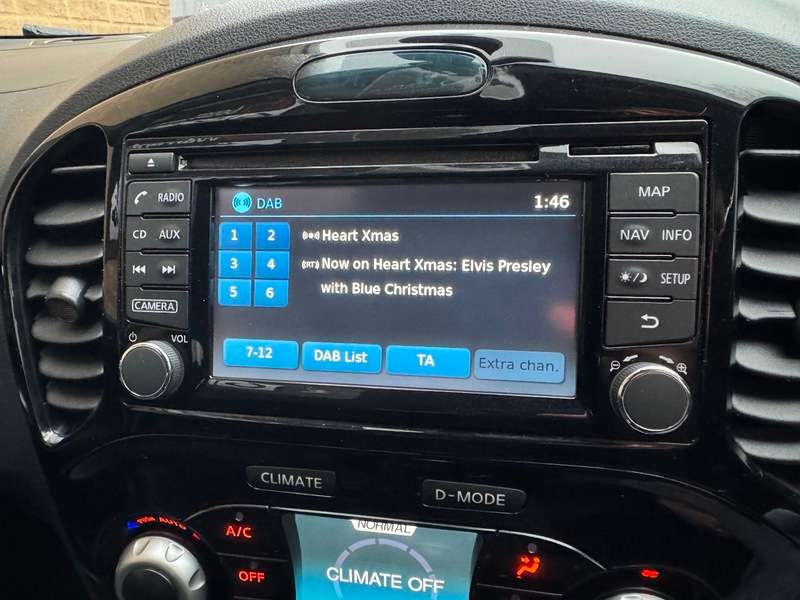 DAB
1:46
1 2
Heart Xmas
3 4
Now on Heart Xmas: Elvis Presley
with Blue Christmas
5 6
7-12
DAB List
TA
Extra chan.
RADIO
CD AUX
CAMERA
VOL
MAP
NAV INFO
SETUP
CLIMATE
D-MODE
AUTO
A/C
OFF
NORMAL
CLIMATE OFF